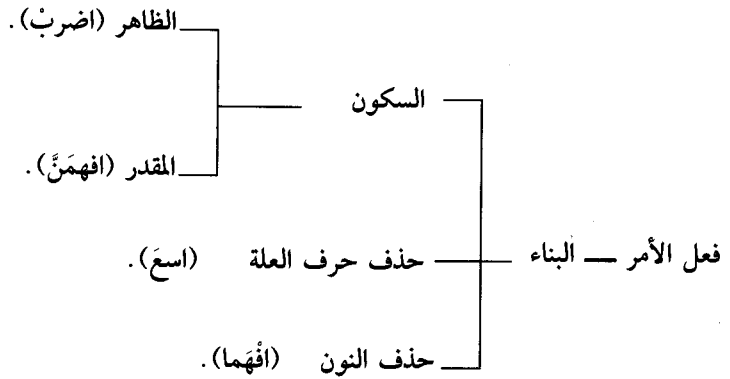 الظاهر (اضربْ).
السكون
المقدر (افهمَنَّ).
فعل الأمر — البناء
حذف حرف العلة (اسعَ).
حذف النون (افْهَما).